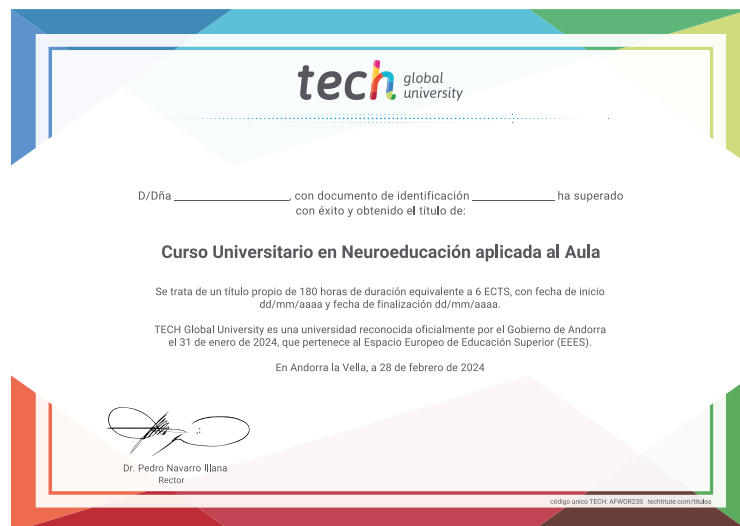 tech global university
D/Dña ____________________, con documento de identificación ______________ ha superado
con éxito y obtenido el título de:
Curso Universitario en Neuroeducación aplicada al Aula
Se trata de un título propio de 180 horas de duración equivalente a 6 ECTS, con fecha de inicio
dd/mm/aaaa y fecha de finalización dd/mm/aaaa.
TECH Global University es una universidad reconocida oficialmente por el Gobierno de Andorra
el 31 de enero de 2024, que pertenece al Espacio Europeo de Educación Superior (EEES).
En Andorra la Vella, a 28 de febrero de 2024
Dr. Pedro Navarro Illana
Rector
código único TECH: AFWOR23S techtitute.com/titulos